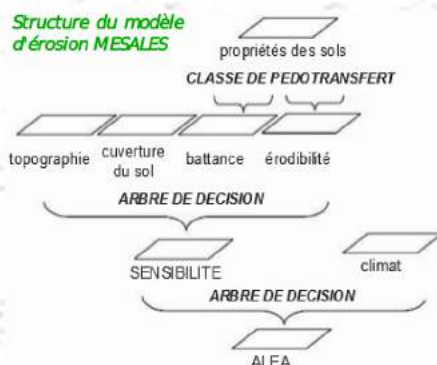 Structure du modèle
d'érosion MESALES
propriétés des sols
CLASSE DE PEDOTRANSFERT
topographie
cuverture
du sol
battance
érodibilité
ARBRE DE DECISION
SENSIBILITE
climat
ARBRE DE DECISION
ALEA